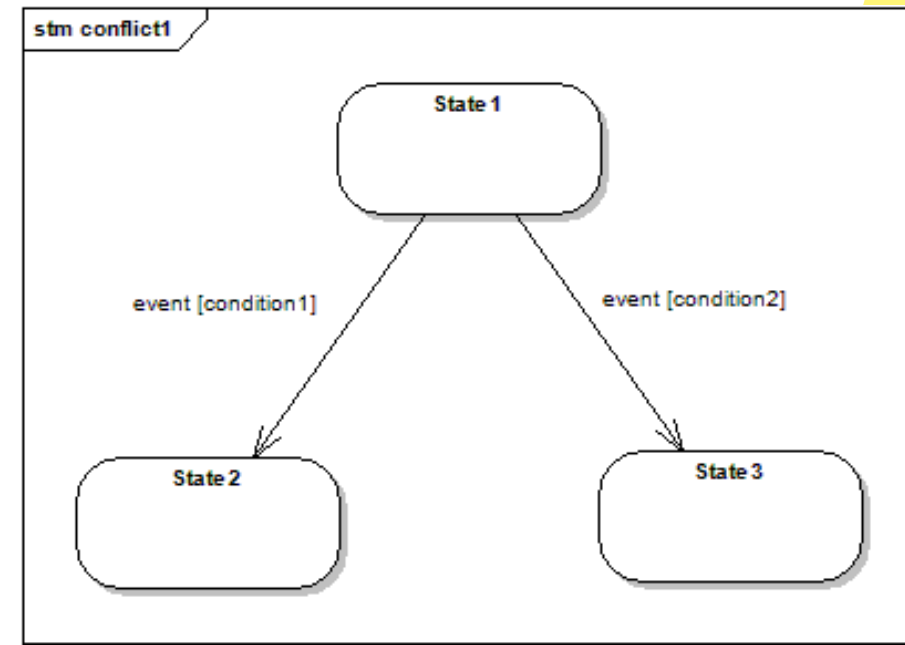 stm conflict1
State 1
event [condition1]
event [condition2]
State 2
State 3